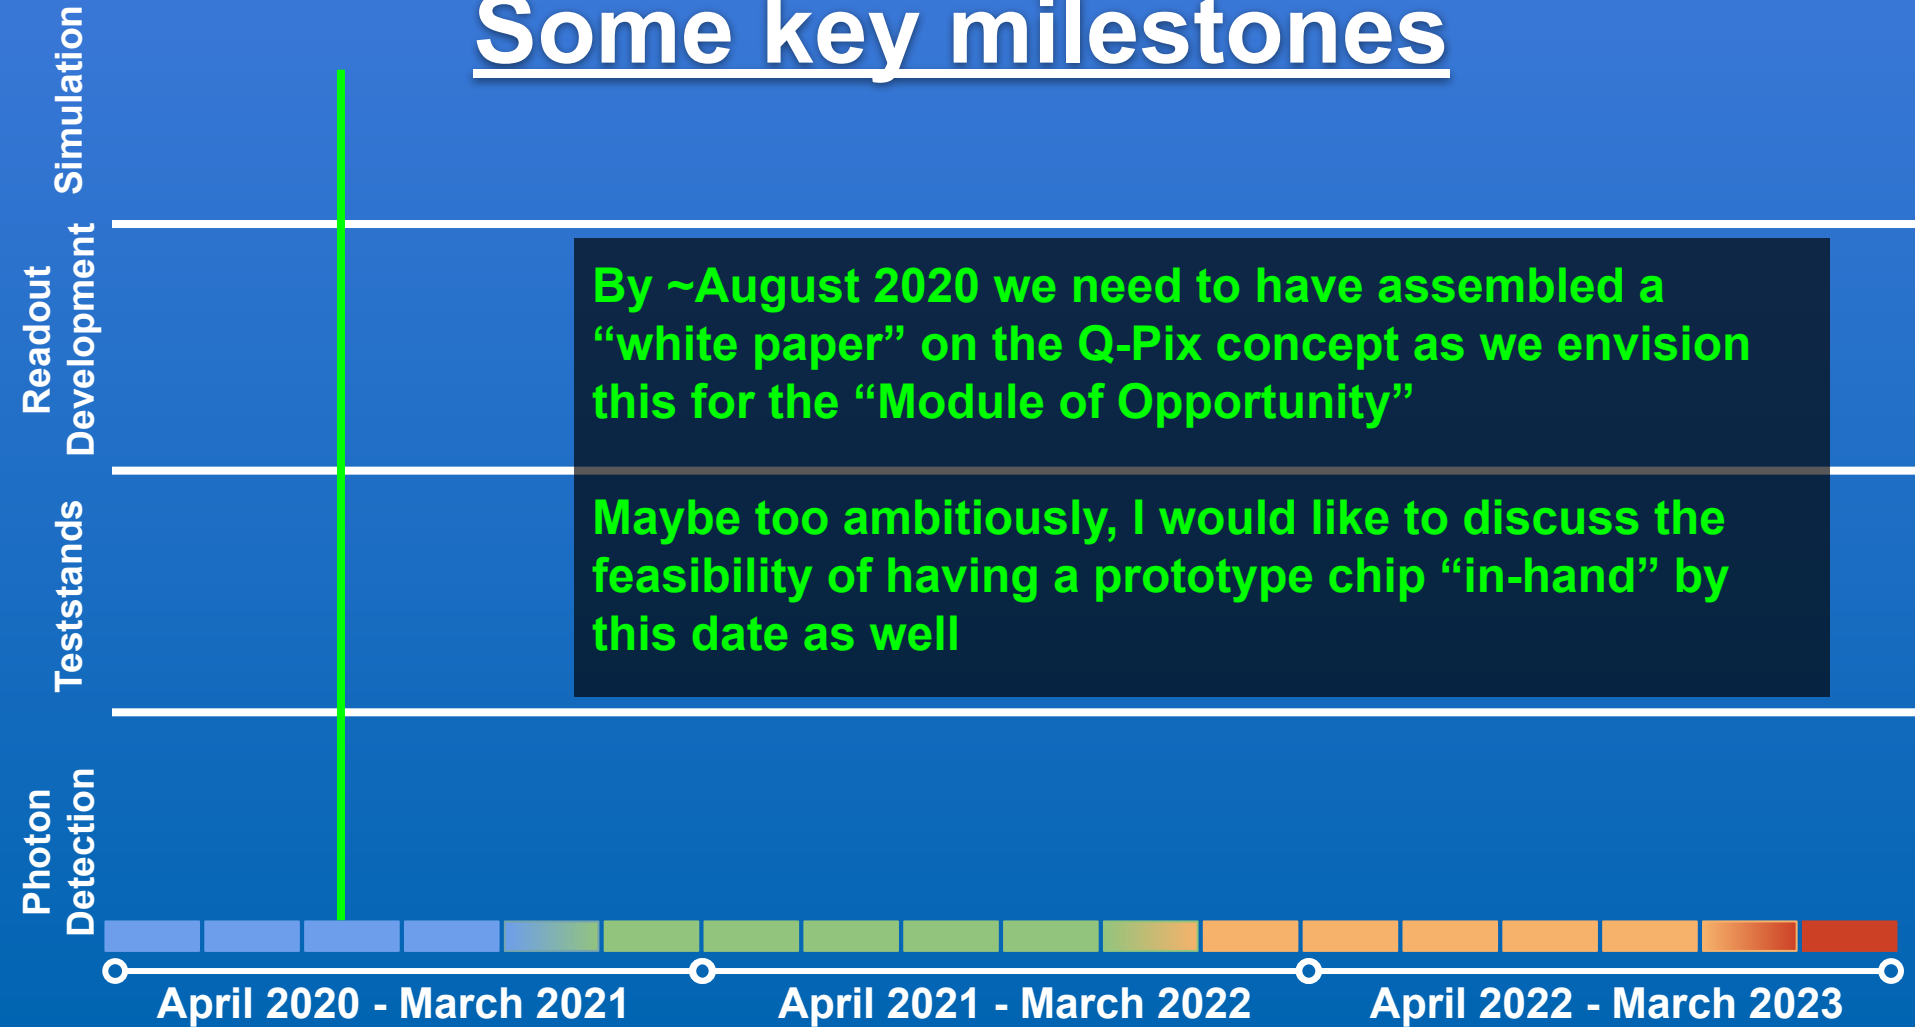 Some key milestones
Simulation
Readout
Development
Teststands
Photon
Detection
By ~August 2020 we need to have assembled a
“white paper” on the Q-Pix concept as we envision
this for the “Module of Opportunity”
Maybe too ambitiously, I would like to discuss the
feasibility of having a prototype chip “in-hand” by
this date as well
April 2020 - March 2021
April 2021 - March 2022
April 2022 - March 2023